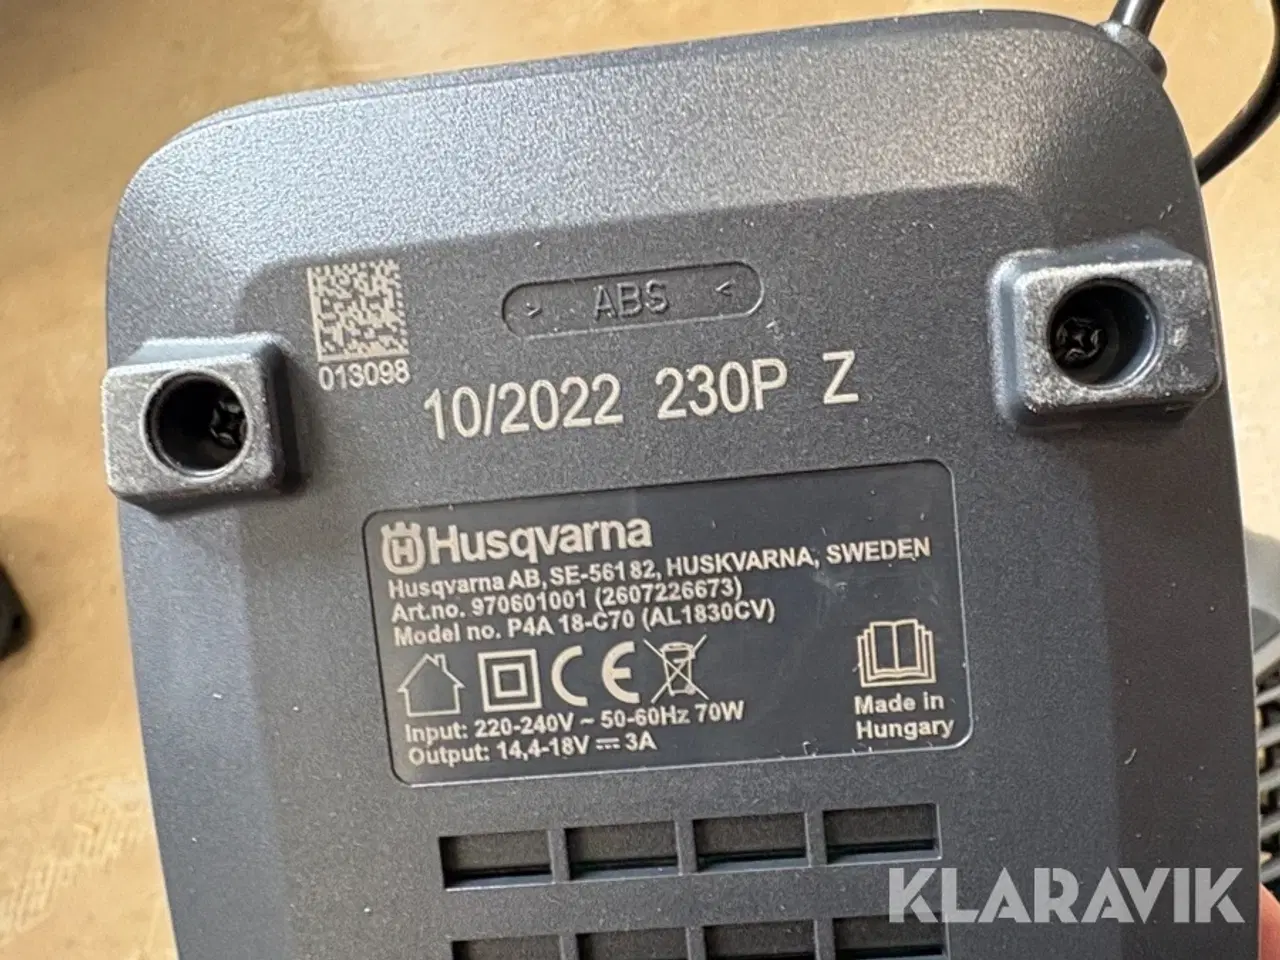 > ABS <
013098
10/2022 230P Z
Husqvarna
Husqvarna AB, SE-561 82, HUSKVARNA, SWEDEN
Art.no. 970601001 (2607226673)
Model no. P4A 18-C70 (AL1830CV)
CE
Input: 220-240V ~ 50-60Hz 70W
Output: 14,4-18V ⎓ 3A
Made in
Hungary
KLARAVIK